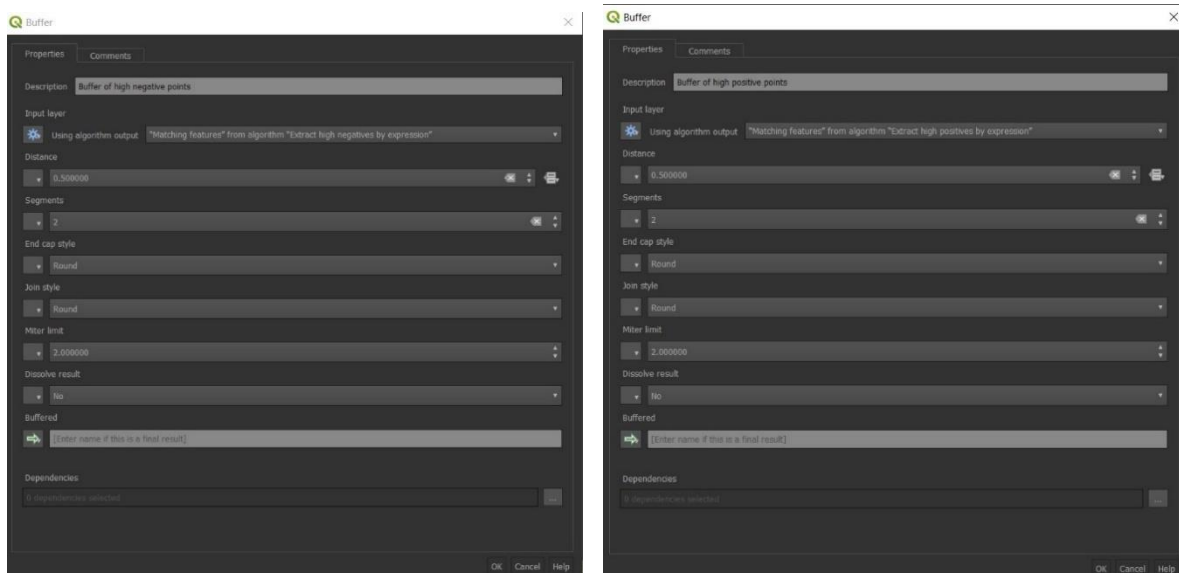 Buffer
Properties Comments
Description Buffer of high negative points
Input layer
Using algorithm output "Matching features" from algorithm "Extract high negatives by expression"
Distance
0.500000
Segments
2
End cap style
Round
Join style
Round
Miter limit
2.000000
Dissolve result
No
Buffered
[Enter name if this is a final result]
Dependencies
0 dependencies selected
...
OK Cancel Help
Buffer
Properties Comments
Description Buffer of high positive points
Input layer
Using algorithm output "Matching features" from algorithm "Extract high positives by expression"
Distance
0.500000
Segments
2
End cap style
Round
Join style
Round
Miter limit
2.000000
Dissolve result
No
Buffered
[Enter name if this is a final result]
Dependencies
0 dependencies selected
...
OK Cancel Help